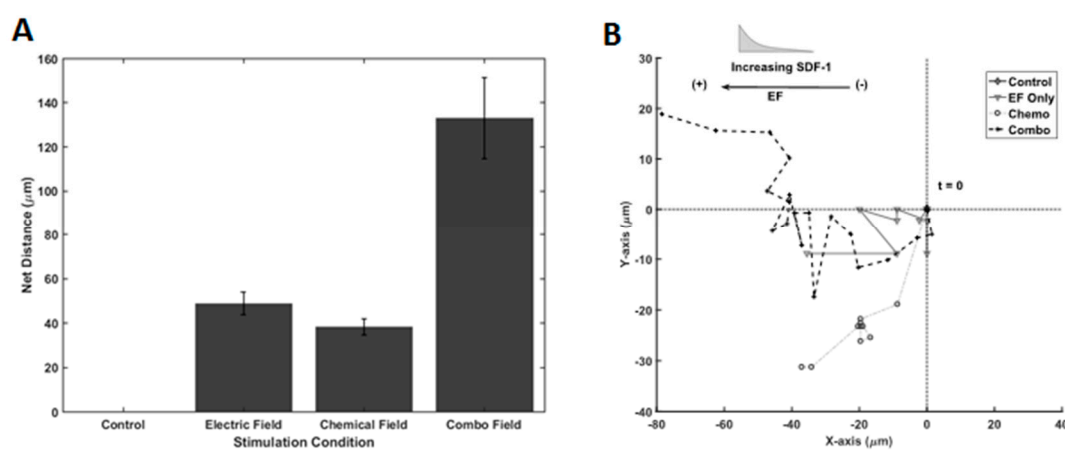 A
160
140
120
100
80
60
40
20
0
Net Distance (μm)
Control Electric Field Chemical Field Combo Field
Stimulation Condition
B
30
20
10
0
-10
-20
-30
-40
Y-axis (μm)
Increasing SDF-1
(+) (-)
EF
Control
EF Only
Chemo
Combo
t = 0
-80 -60 -40 -20 0 20 40
X-axis (μm)